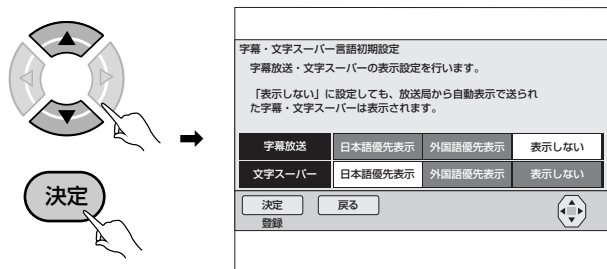 決定
字幕・文字スーパー言語初期設定
字幕放送・文字スーパーの表示設定を行います。
「表示しない」に設定しても、放送局から自動表示で送られ
た字幕・文字スーパーは表示されます。
字幕放送 日本語優先表示 外国語優先表示 表示しない
文字スーパー 日本語優先表示 外国語優先表示 表示しない
決定 戻る
登録